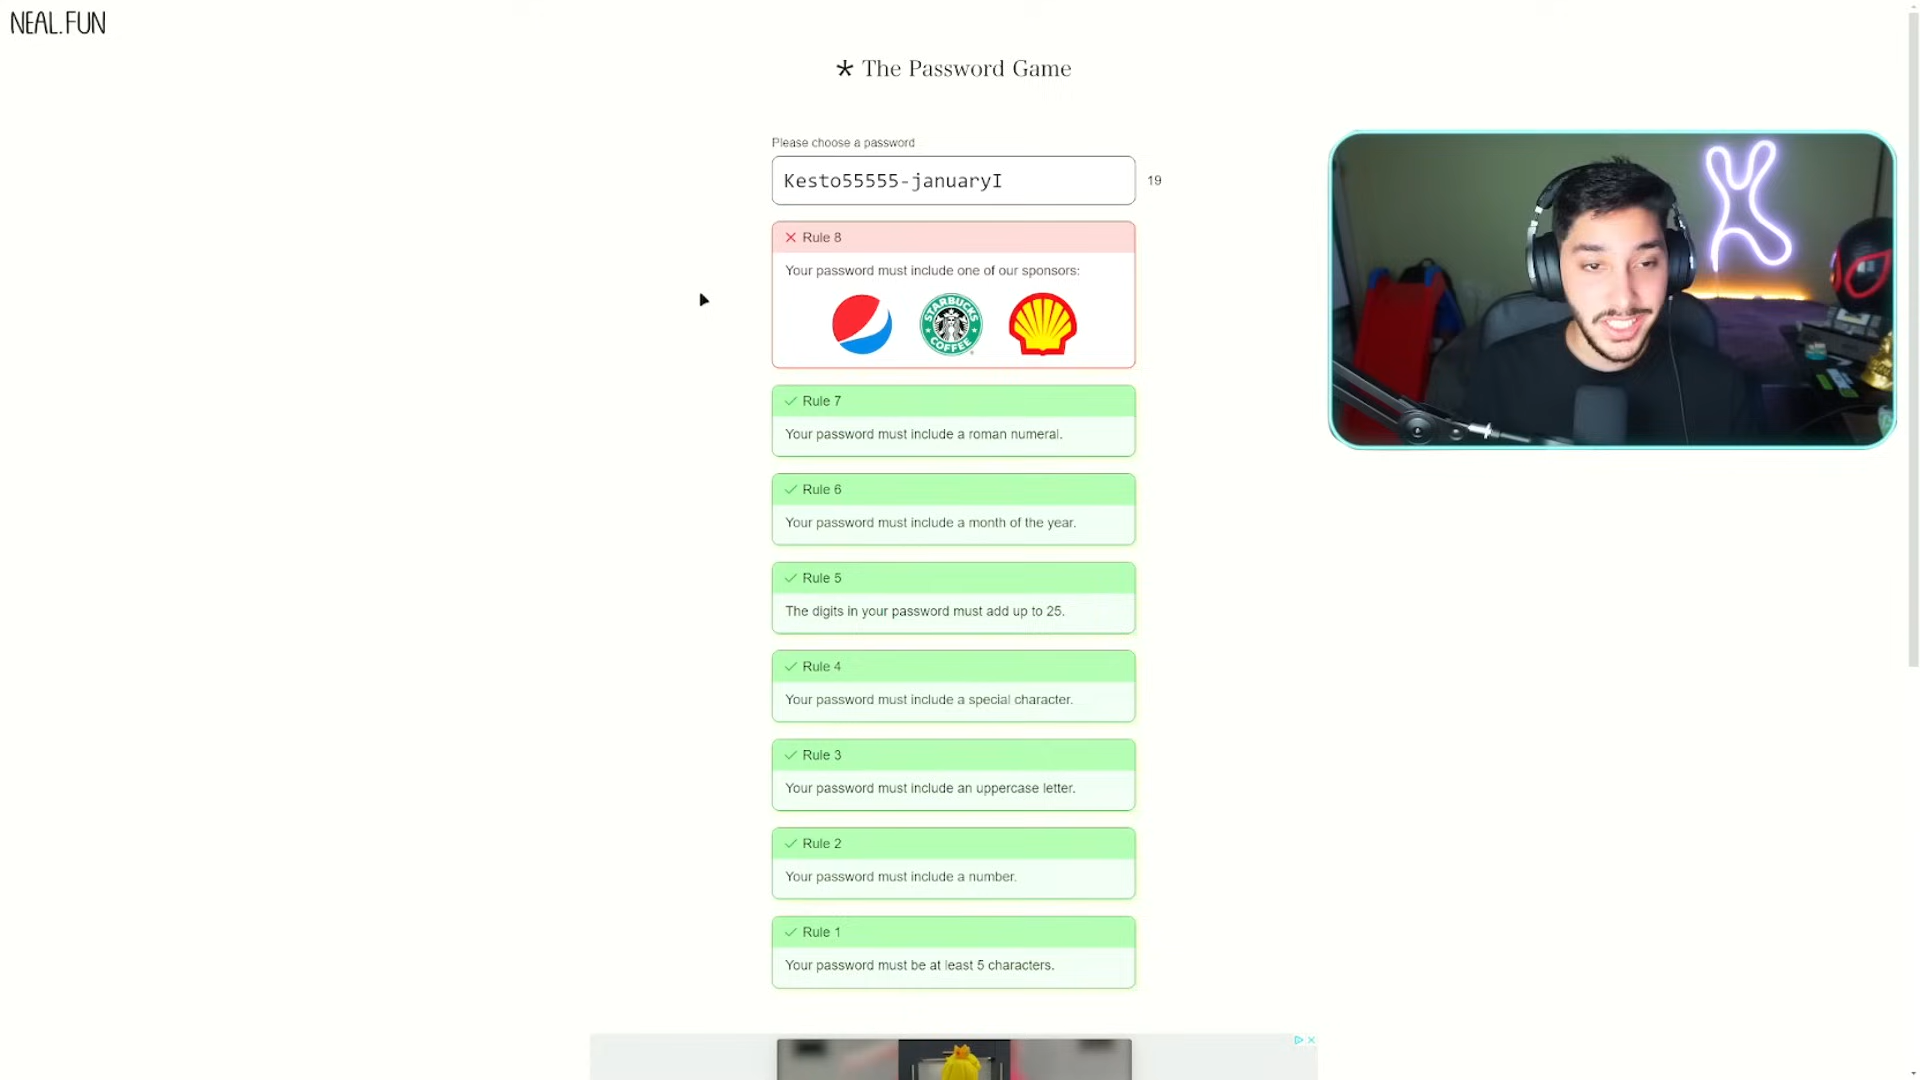 NEAL.FUN
* The Password Game
Please choose a password
Kesto55555-januaryI
19
Rule 8
Your password must include one of our sponsors:
STARBUCKS
COFFEE
Rule 7
Your password must include a roman numeral.
Rule 6
Your password must include a month of the year.
Rule 5
The digits in your password must add up to 25.
Rule 4
Your password must include a special character.
Rule 3
Your password must include an uppercase letter.
Rule 2
Your password must include a number.
Rule 1
Your password must be at least 5 characters.